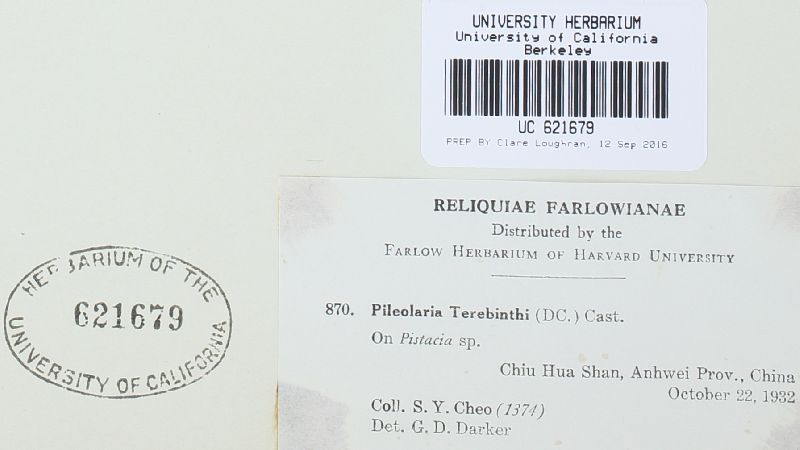 UNIVERSITY HERBARIUM
University of California
Berkeley
UC 621679
PREP BY Clare Loughran, 12 Sep 2016
RELIQUIAE FARLOWIANAE
Distributed by the
FARLOW HERBARIUM OF HARVARD UNIVERSITY
870. Pileolaria Terebinthi (DC.) Cast.
On Pistacia sp.
Chiu Hua Shan, Anhwei Prov., China
October 22, 1932
Coll. S. Y. Cheo (1374)
Det. G. D. Darker
HERBARIUM OF THE
621679
UNIVERSITY OF CALIFORNIA